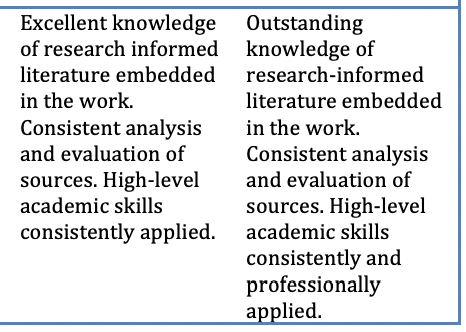 Excellent knowledge
of research informed
literature embedded
in the work.
Consistent analysis
and evaluation of
sources. High-level
academic skills
consistently applied.
Outstanding
knowledge of
research-informed
literature embedded
in the work.
Consistent analysis
and evaluation of
sources. High-level
academic skills
consistently and
professionally
applied.